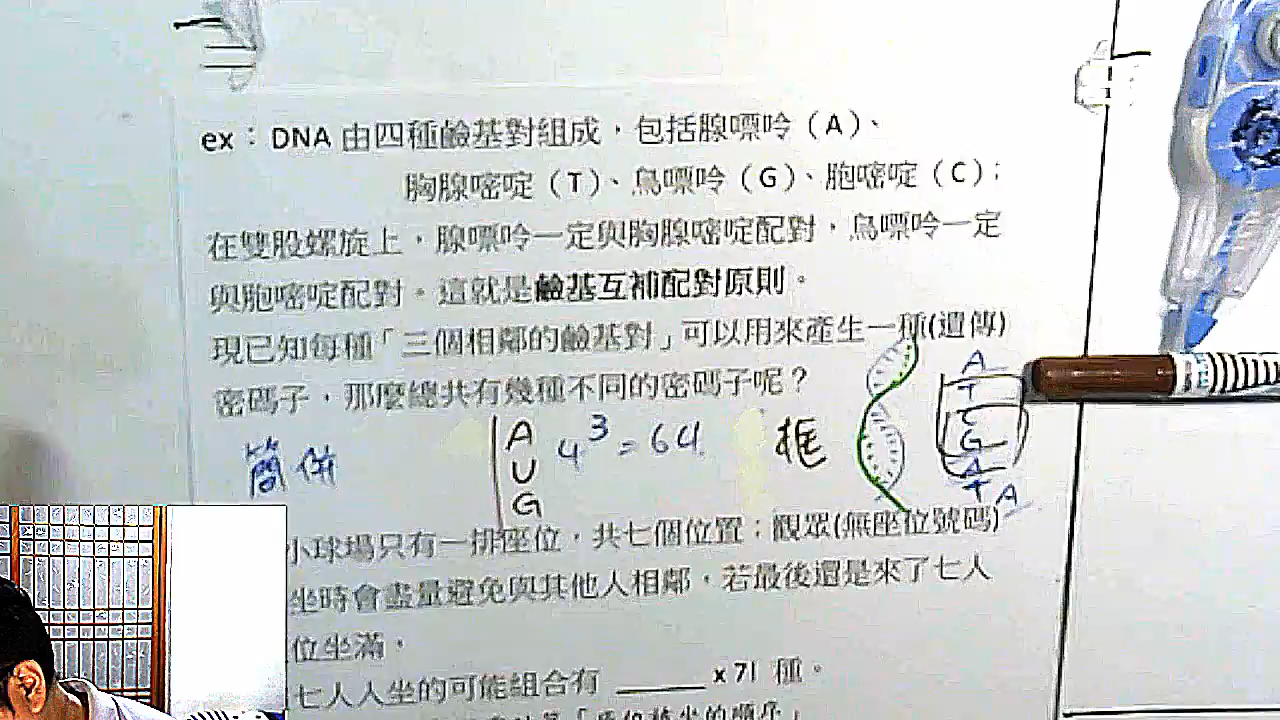 ex：DNA 由四種鹼基對組成，包括腺嘌呤（A）、
胸腺嘧啶（T）、鳥嘌呤（G）、胞嘧啶（C）；
在雙股螺旋上，腺嘌呤一定與胸腺嘧啶配對，鳥嘌呤一定
與胞嘧啶配對。這就是鹼基互補配對原則。
現已知每種「三個相鄰的鹼基對」可以用來產生一種(遺傳)
密碼子，那麼總共有幾種不同的密碼子呢？
簡併
A
U
G
4³=64
框
A
T
C
G
A
T A
小球場只有一排座位，共七個位置；觀眾(無座位號碼)
坐時會盡量避免與其他人相鄰，若最後還是來了七人
位坐滿。
七人人坐的可能組合有 ______ x 7! 種。